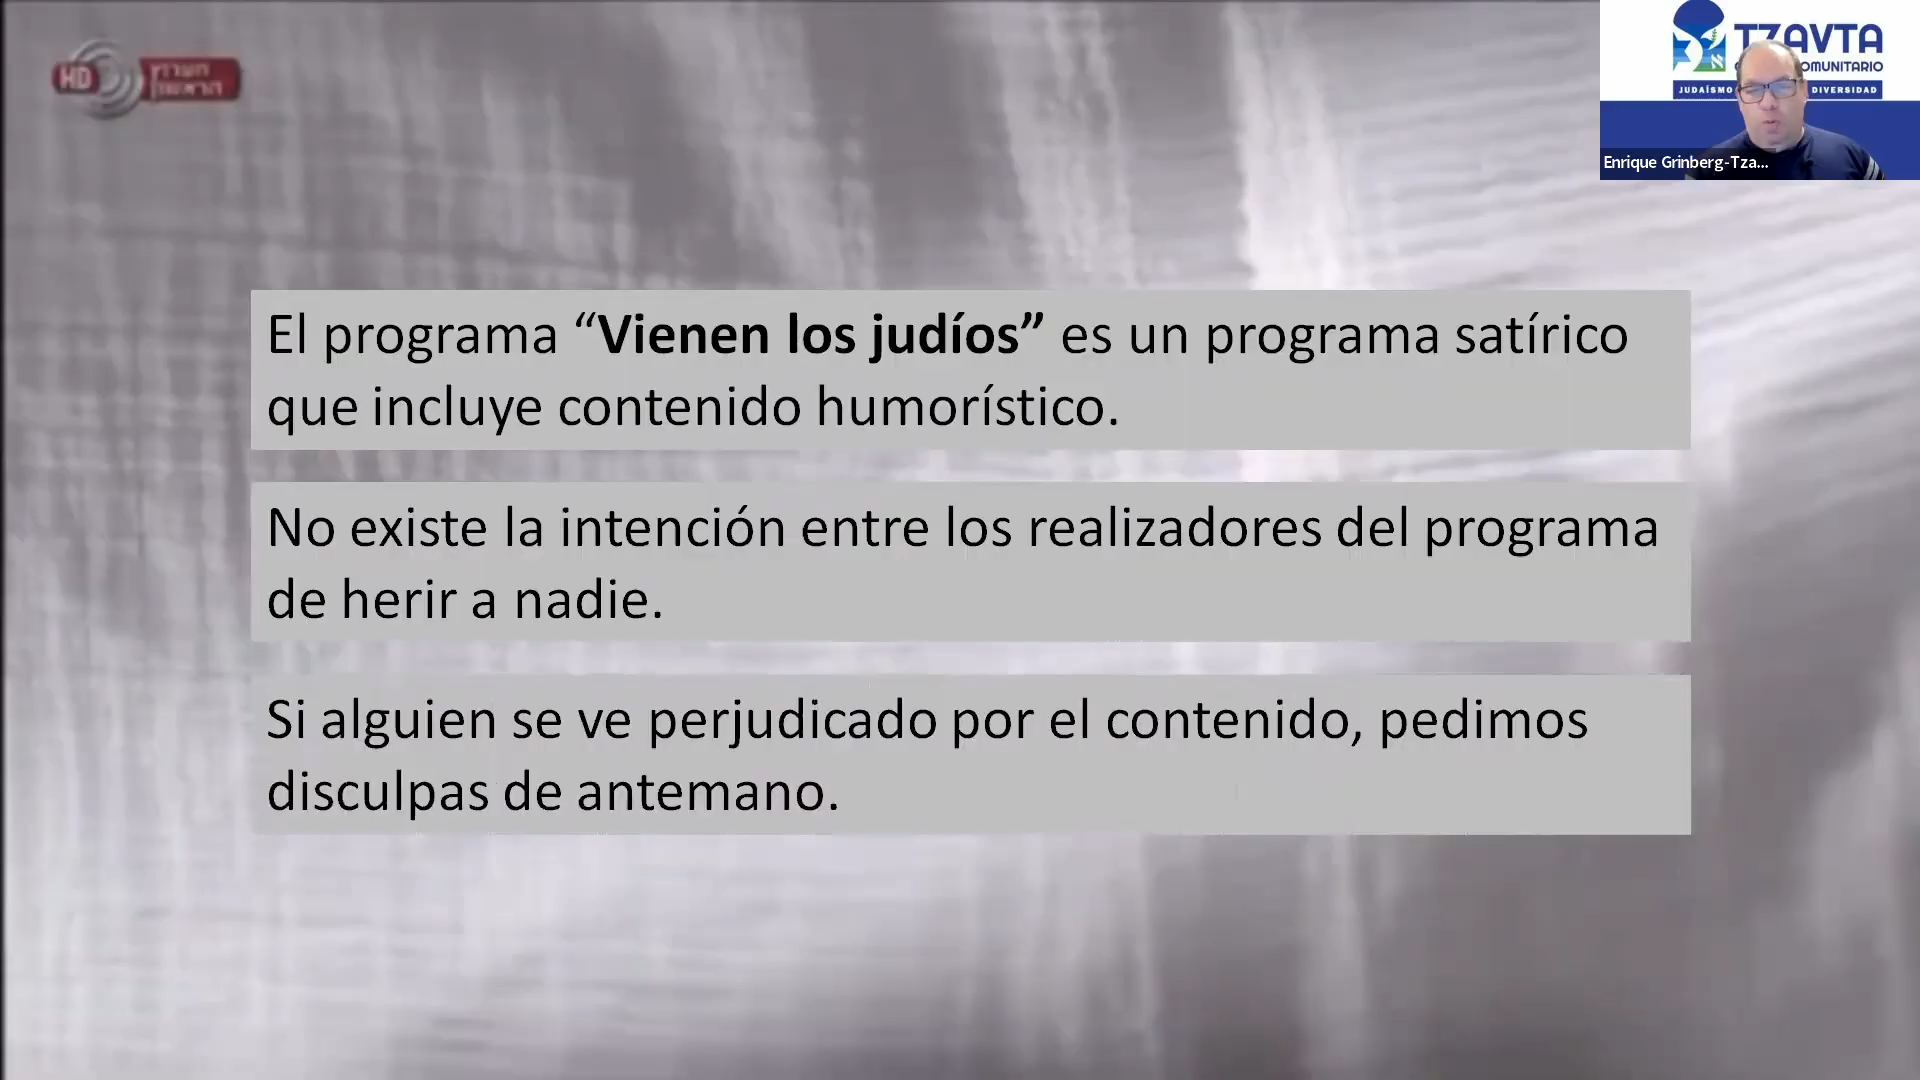 HD
הערוץ
הראשון
TZAVTA
OMUNITARIO
JUDAÍSMO
DIVERSIDAD
Enrique Grinberg-Tza...
El programa “Vienen los judíos” es un programa satírico
que incluye contenido humorístico.
No existe la intención entre los realizadores del programa
de herir a nadie.
Si alguien se ve perjudicado por el contenido, pedimos
disculpas de antemano.